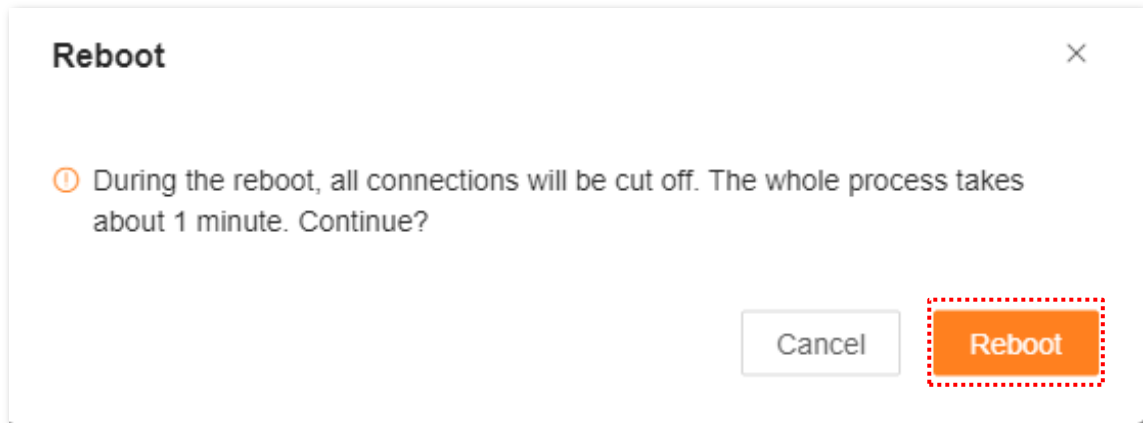 Reboot
During the reboot, all connections will be cut off. The whole process takes
about 1 minute. Continue?
Cancel
Reboot